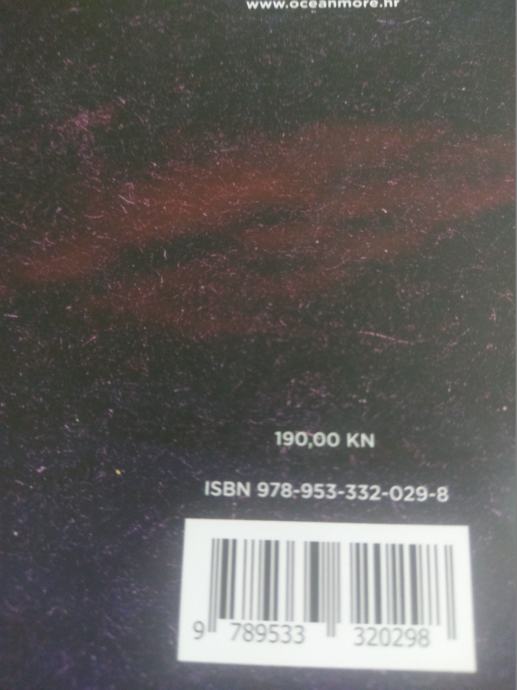 www.oceanmore.hr
190,00 KN
ISBN 978-953-332-029-8
9 789533 320298